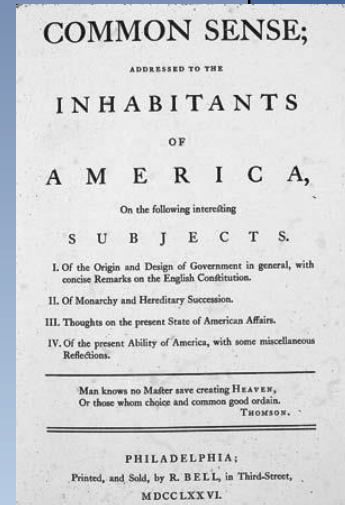 COMMON SENSE;
ADDRESSED TO THE
INHABITANTS
OF
AMERICA,
On the following intereſting
SUBJECTS.
I. Of the Origin and Design of Government in general, with
concise Remarks on the Engliſh Conſtitution.
II. Of Monarchy and Hereditary Succession.
III. Thoughts on the present State of American Affairs.
IV. Of the present Ability of America, with some miscellaneous
Reflections.
Man knows no Maſter save creating HEAVEN,
Or those whom choice and common good ordain.
THOMSON.
PHILADELPHIA;
Printed, and Sold, by R. BELL, in Third-Street,
MDCCLXXVI.